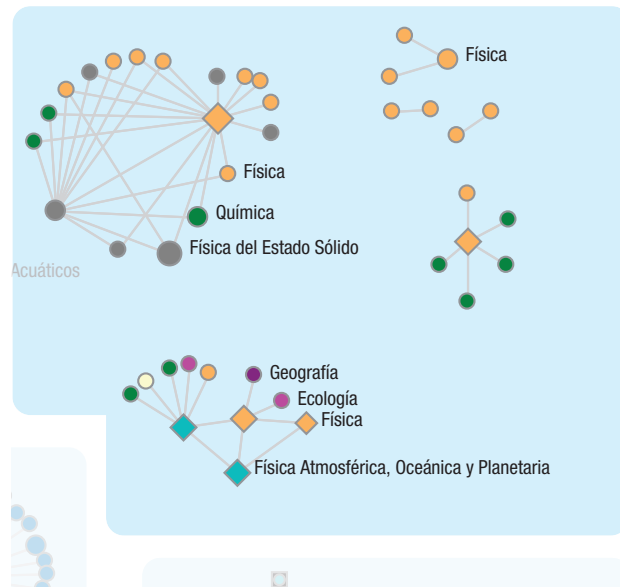 Física
Física
Química
Física del Estado Sólido
Acuáticos
Geografía
Ecología
Física
Física Atmosférica, Oceánica y Planetaria